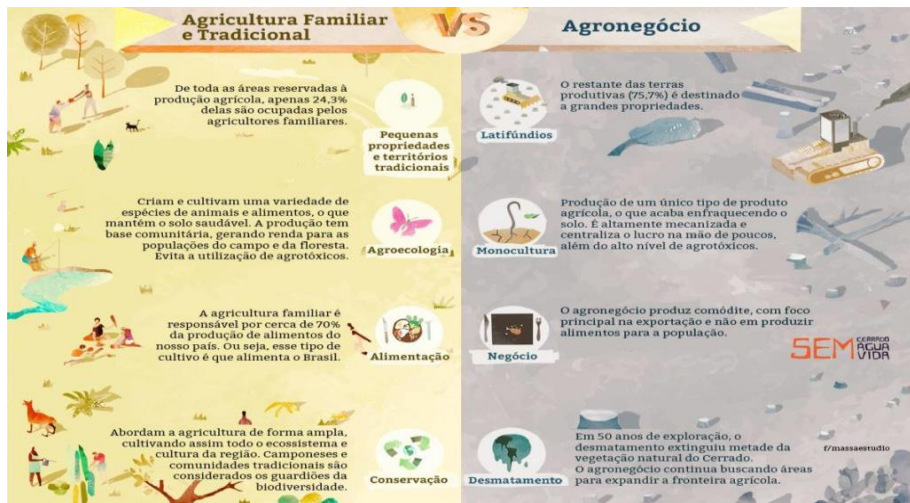 Agricultura Familiar
e Tradicional
VS
Agronegócio
De toda as áreas reservadas à
produção agrícola, apenas 24,3%
delas são ocupadas pelos
agricultores familiares.
Pequenas
propriedades
e territórios
tradicionais
Criam e cultivam uma variedade de
espécies de animais e alimentos, o que
mantém o solo saudável. A produção tem
base comunitária, gerando renda para as
populações do campo e da floresta.
Evita a utilização de agrotóxicos.
Agroecologia
A agricultura familiar é
responsável por cerca de 70%
da produção de alimentos do
nosso país. Ou seja, esse tipo de
cultivo é que alimenta o Brasil.
Alimentação
Abordam a agricultura de forma ampla,
cultivando assim todo o ecossistema e
cultura da região. Camponeses e
comunidades tradicionais são
considerados os guardiões da
biodiversidade.
Conservação
Latifúndios
O restante das terras
produtivas (75,7%) é destinado
a grandes propriedades.
Monocultura
Produção de um único tipo de produto
agrícola, o que acaba enfraquecendo o
solo. É altamente mecanizada e
centraliza o lucro na mão de poucos,
além do alto nível de agrotóxicos.
Negócio
O agronegócio produz comódite, com foco
principal na exportação e não em produzir
alimentos para a população.
SEM CERRADO
ÁGUA
VIDA
Desmatamento
Em 50 anos de exploração, o
desmatamento extinguiu metade da
vegetação natural do Cerrado.
O agronegócio continua buscando áreas
para expandir a fronteira agrícola.
f/massaestudio